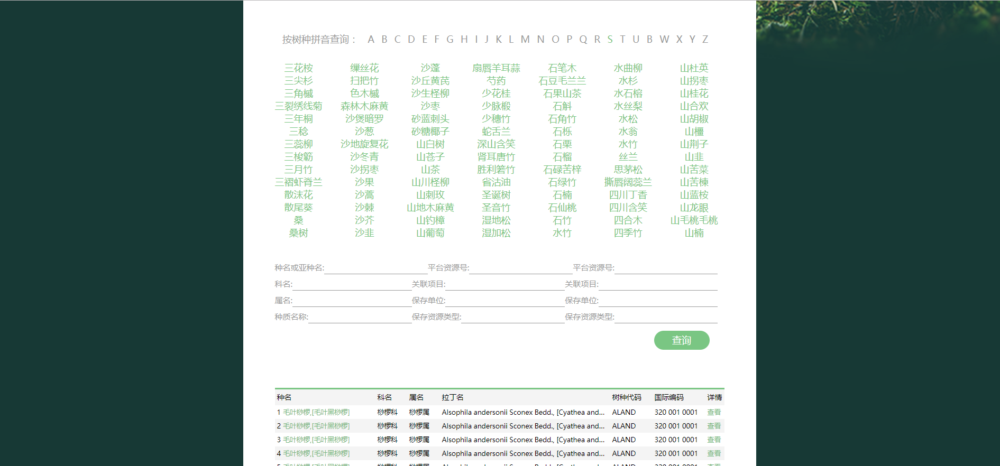 按树种拼音查询： A B C D E F G H I J K L M N O P Q R S T U B W X Y Z
三花桉 缫丝花 沙蓬 扇唇羊耳蒜 石笔木 水曲柳 山杜英
三尖杉 扫把竹 沙丘黄芪 芍药 石豆毛兰兰 水杉 山拐枣
三角槭 色木槭 沙生柽柳 少花桂 石果山茶 水石榕 山桂花
三裂绣线菊 森林木麻黄 沙枣 少脉椴 石斛 水丝梨 山合欢
三年桐 沙煲暗罗 砂蓝刺头 少穗竹 石角竹 水松 山胡椒
三稔 沙葱 砂糖椰子 蛇舌兰 石栎 水翁 山橿
三蕊柳 沙地旋复花 山白树 深山含笑 石栗 水竹 山荆子
三梭簕 沙冬青 山苍子 肾耳唐竹 石榴 丝兰 山韭
三月竹 沙拐枣 山茶 胜利箬竹 石碌苦梓 思茅松 山苦菜
三褶虾脊兰 沙果 山川柽柳 省沽油 石绿竹 撕唇阔蕊兰 山苦楝
散沫花 沙蒿 山刺玫 圣诞树 石楠 四川丁香 山蓝桉
散尾葵 沙棘 山地木麻黄 圣音竹 石仙桃 四川含笑 山龙眼
桑 沙芥 山钓樟 湿地松 石竹 四合木 山毛桃毛桃
桑树 沙韭 山葡萄 湿加松 水竹 四季竹 山楠
种名或亚种名: 平台资源号: 平台资源号:
科名: 关联项目: 关联项目:
属名: 保存单位: 保存单位:
种质名称: 保存资源类型: 保存资源类型:
查询
种名 科名 属名 拉丁名 树种代码 国际编码 详情
1 毛叶桫椤,[毛叶黑桫椤] 桫椤科 桫椤属 Alsophila andersonii Sconex Bedd., [Cyathea and... ALAND 320 001 0001 查看
2 毛叶桫椤,[毛叶黑桫椤] 桫椤科 桫椤属 Alsophila andersonii Sconex Bedd., [Cyathea and... ALAND 320 001 0001 查看
3 毛叶桫椤,[毛叶黑桫椤] 桫椤科 桫椤属 Alsophila andersonii Sconex Bedd., [Cyathea and... ALAND 320 001 0001 查看
4 毛叶桫椤,[毛叶黑桫椤] 桫椤科 桫椤属 Alsophila andersonii Sconex Bedd., [Cyathea and... ALAND 320 001 0001 查看